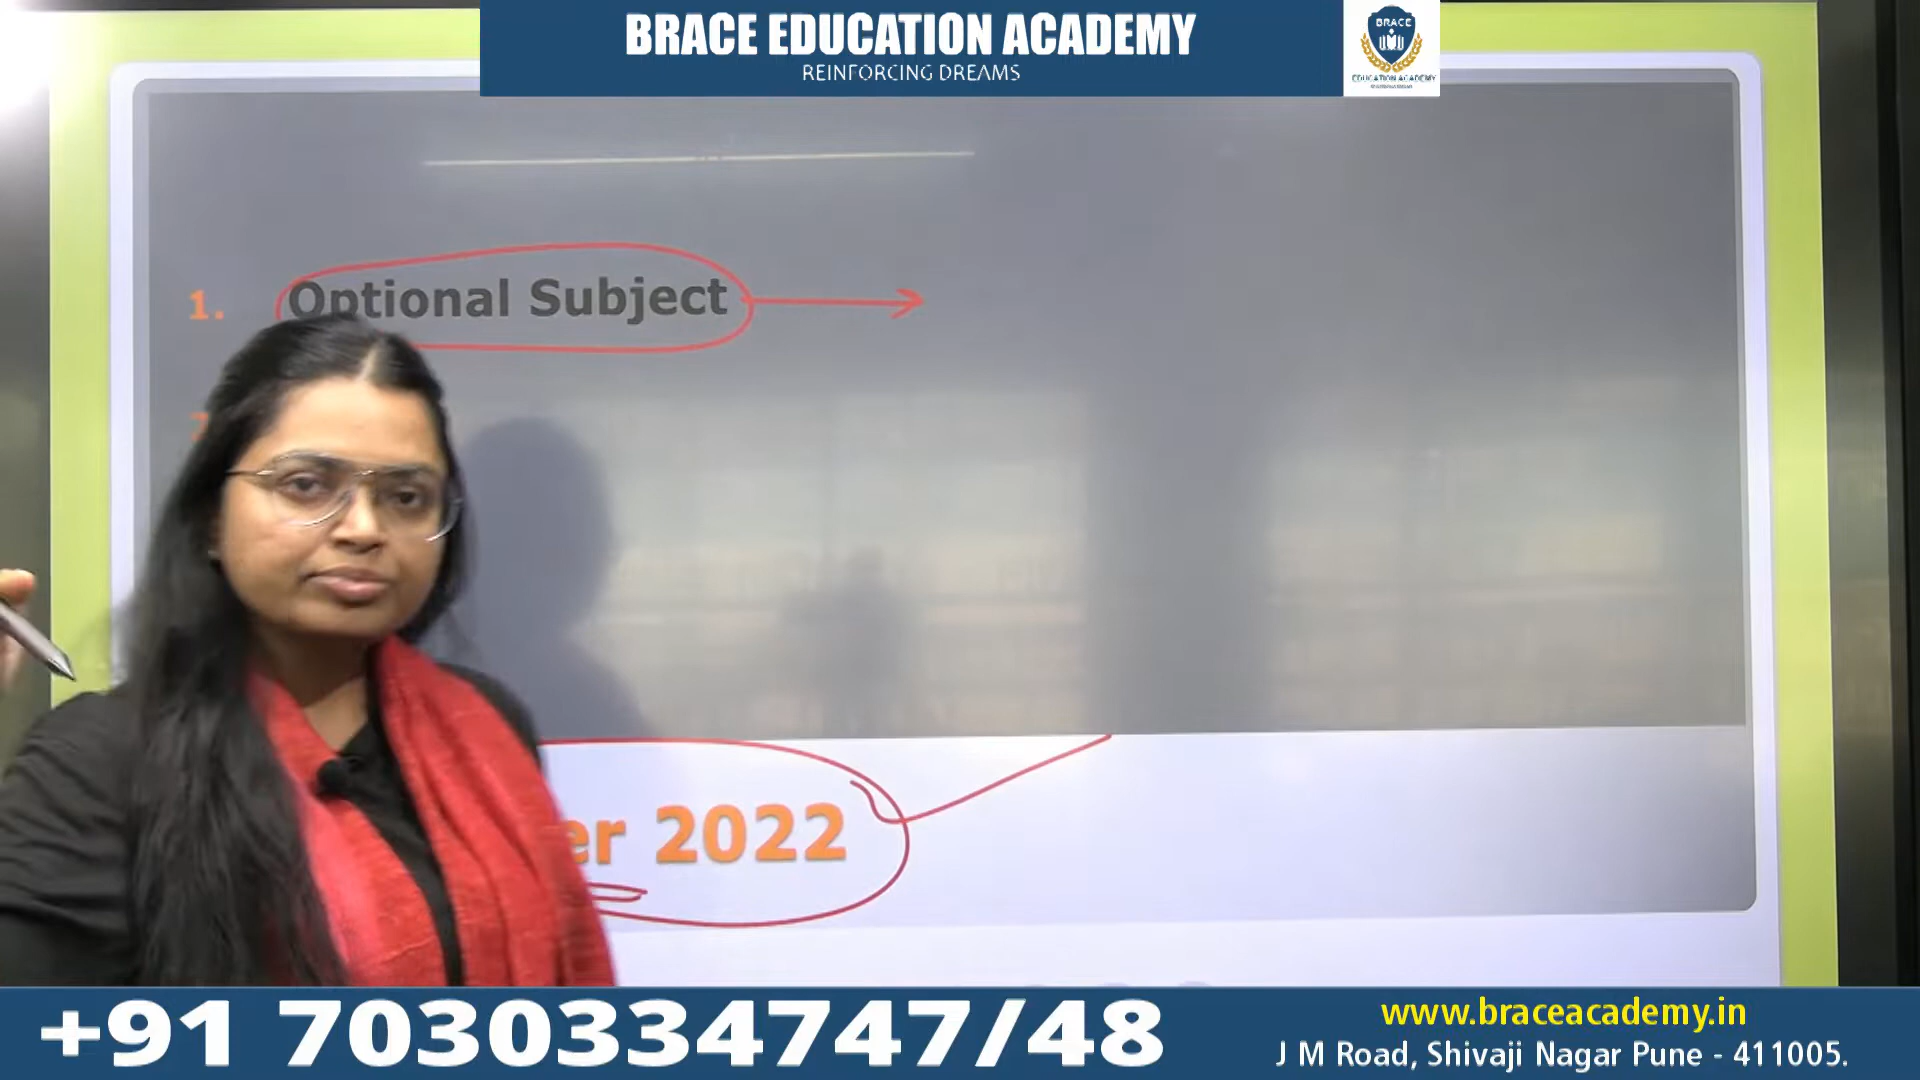 BRACE EDUCATION ACADEMY
REINFORCING DREAMS
BRACE
EDUCATION ACADEMY
1. Optional Subject
2.
er 2022
+91 7030334747/48
www.braceacademy.in
J M Road, Shivaji Nagar Pune - 411005.